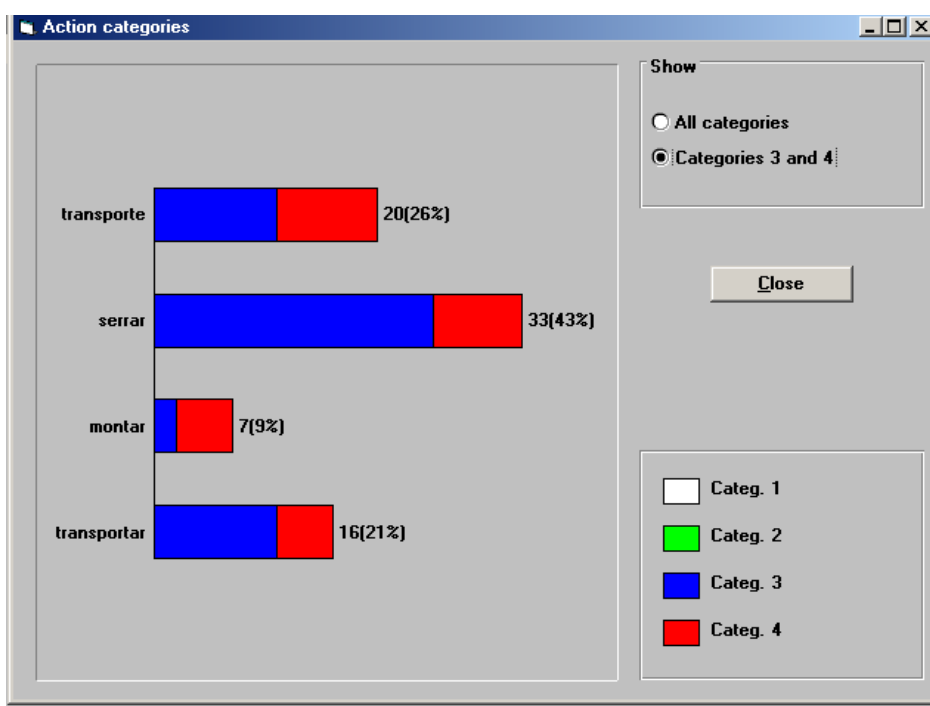 Action categories
Show
All categories
Categories 3 and 4
transporte
20(26%)
serrar
33(43%)
montar
7(9%)
transportar
16(21%)
Close
Categ. 1
Categ. 2
Categ. 3
Categ. 4